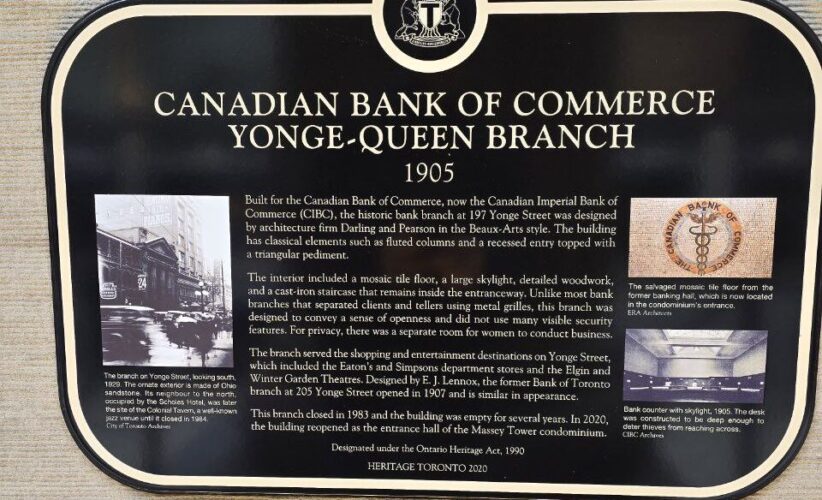 T
CANADIAN BANK OF COMMERCE
YONGE-QUEEN BRANCH
1905
Built for the Canadian Bank of Commerce, now the Canadian Imperial Bank of
Commerce (CIBC), the historic bank branch at 197 Yonge Street was designed
by architecture firm Darling and Pearson in the Beaux-Arts style. The building
has classical elements such as fluted columns and a recessed entry topped with
a triangular pediment.
The interior included a mosaic tile floor, a large skylight, detailed woodwork,
and a cast-iron staircase that remains inside the entranceway. Unlike most bank
branches that separated clients and tellers using metal grilles, this branch was
designed to convey a sense of openness and did not use many visible security
features. For privacy, there was a separate room for women to conduct business.
The branch served the shopping and entertainment destinations on Yonge Street,
which included the Eaton's and Simpsons department stores and the Elgin and
Winter Garden Theatres. Designed by E. J. Lennox, the former Bank of Toronto
branch at 205 Yonge Street opened in 1907 and is similar in appearance.
This branch closed in 1983 and the building was empty for several years. In 2020,
the building reopened as the entrance hall of the Massey Tower condominium.
Designated under the Ontario Heritage Act, 1990
HERITAGE TORONTO 2020
PIANOS
24
The branch on Yonge Street, looking south,
1929. The ornate exterior is made of Ohio
sandstone. Its neighbour to the north,
occupied by the Scholes Hotel, was later
the site of the Colonial Tavern, a well-known
jazz venue until it closed in 1984.
City of Toronto Archives
THE CANADIAN BANK OF COMMERCE
The salvaged mosaic tile floor from the
former banking hall, which is now located
in the condominium's entrance.
ERA Architects
Bank counter with skylight, 1905. The desk
was constructed to be deep enough to
deter thieves from reaching across.
CIBC Archives